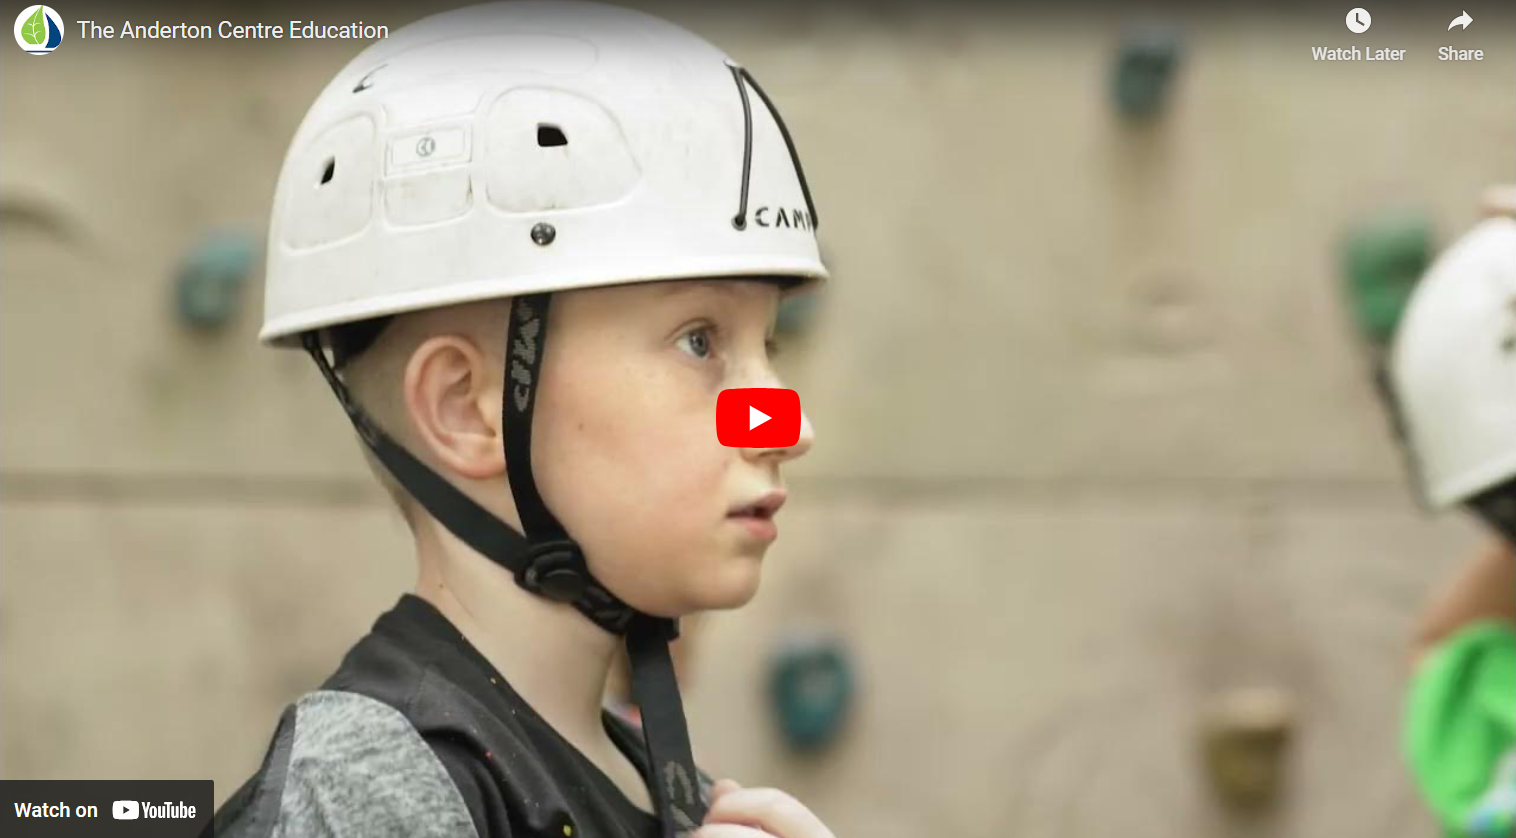 The Anderton Centre Education
Watch Later
Share
CAMP
Watch on YouTube